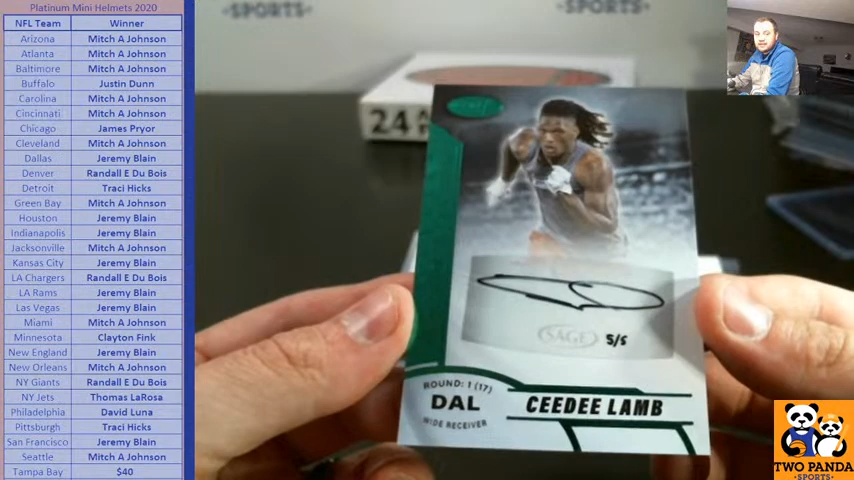 Platinum Mini Helmets 2020
NFL Team Winner
Arizona Mitch A Johnson
Atlanta Mitch A Johnson
Baltimore Mitch A Johnson
Buffalo Justin Dunn
Carolina Mitch A Johnson
Cincinnati Mitch A Johnson
Chicago James Pryor
Cleveland Mitch A Johnson
Dallas Jeremy Blain
Denver Randall E Du Bois
Detroit Traci Hicks
Green Bay Mitch A Johnson
Houston Jeremy Blain
Indianapolis Jeremy Blain
Jacksonville Mitch A Johnson
Kansas City Jeremy Blain
LA Chargers Randall E Du Bois
LA Rams Jeremy Blain
Las Vegas Jeremy Blain
Miami Mitch A Johnson
Minnesota Clayton Fink
New England Jeremy Blain
New Orleans Mitch A Johnson
NY Giants Randall E Du Bois
NY Jets Thomas LaRosa
Philadelphia David Luna
Pittsburgh Traci Hicks
San Francisco Jeremy Blain
Seattle Mitch A Johnson
Tampa Bay $40
·SPORTS·
·SPORTS·
24
SAGE 5/5
ROUND: 1 (17)
DAL
WIDE RECEIVER
CEEDEE LAMB
TWO PANDA
·SPORTS·